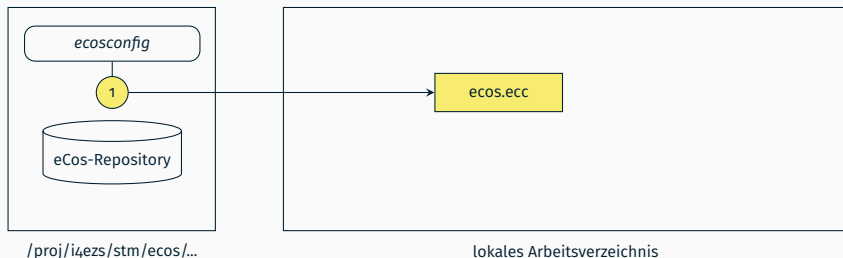 ecosconfig
1
ecos.ecc
eCos-Repository
/proj/i4ezs/stm/ecos/...
lokales Arbeitsverzeichnis